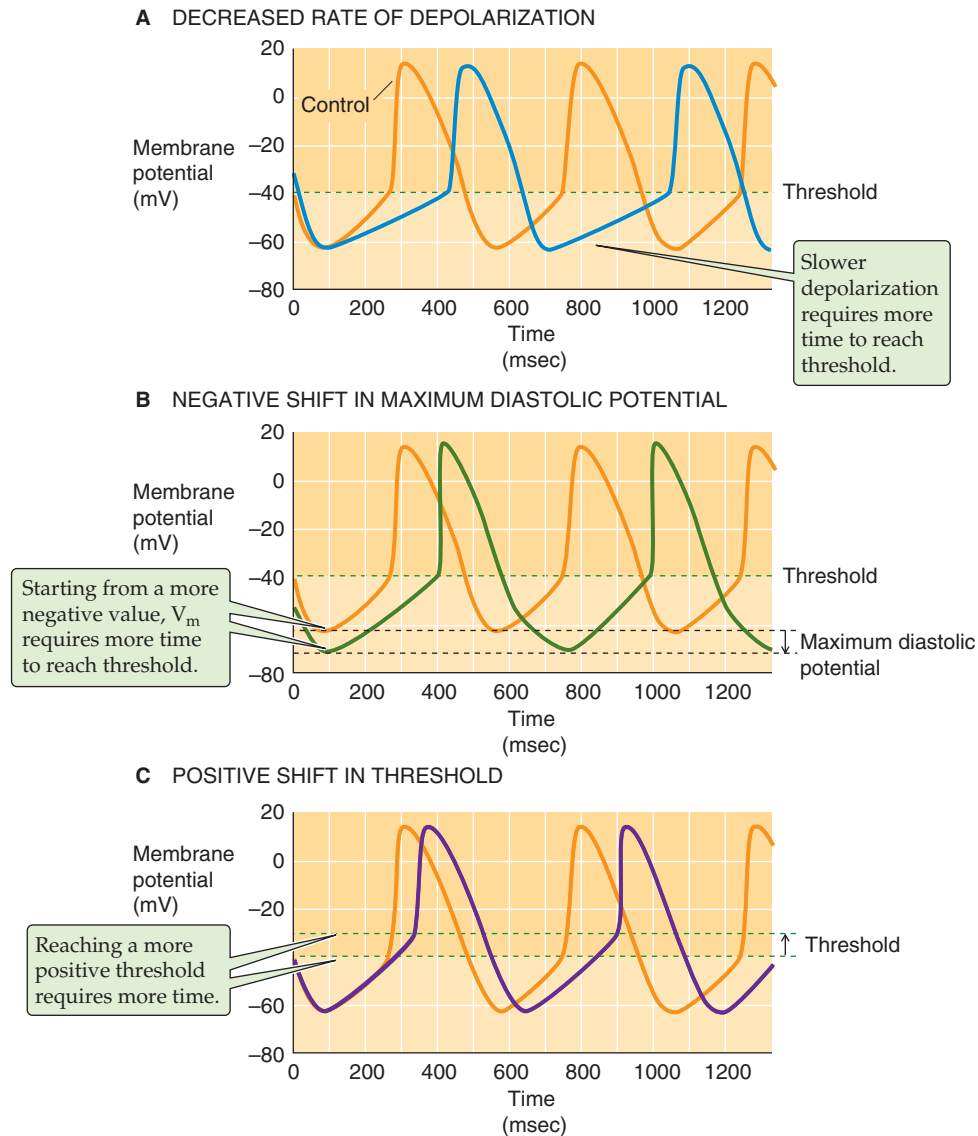 A DECREASED RATE OF DEPOLARIZATION
20
0
–20
–40
–60
–80
Membrane
potential
(mV)
Control
Threshold
0 200 400 600 800 1000 1200
Time
(msec)
Slower
depolarization
requires more
time to reach
threshold.
B NEGATIVE SHIFT IN MAXIMUM DIASTOLIC POTENTIAL
20
0
–20
–40
–60
–80
Membrane
potential
(mV)
Threshold
Starting from a more
negative value, Vm
requires more time
to reach threshold.
Maximum diastolic
potential
0 200 400 600 800 1000 1200
Time
(msec)
C POSITIVE SHIFT IN THRESHOLD
20
0
–20
–40
–60
–80
Membrane
potential
(mV)
Threshold
Reaching a more
positive threshold
requires more time.
0 200 400 600 800 1000 1200
Time
(msec)